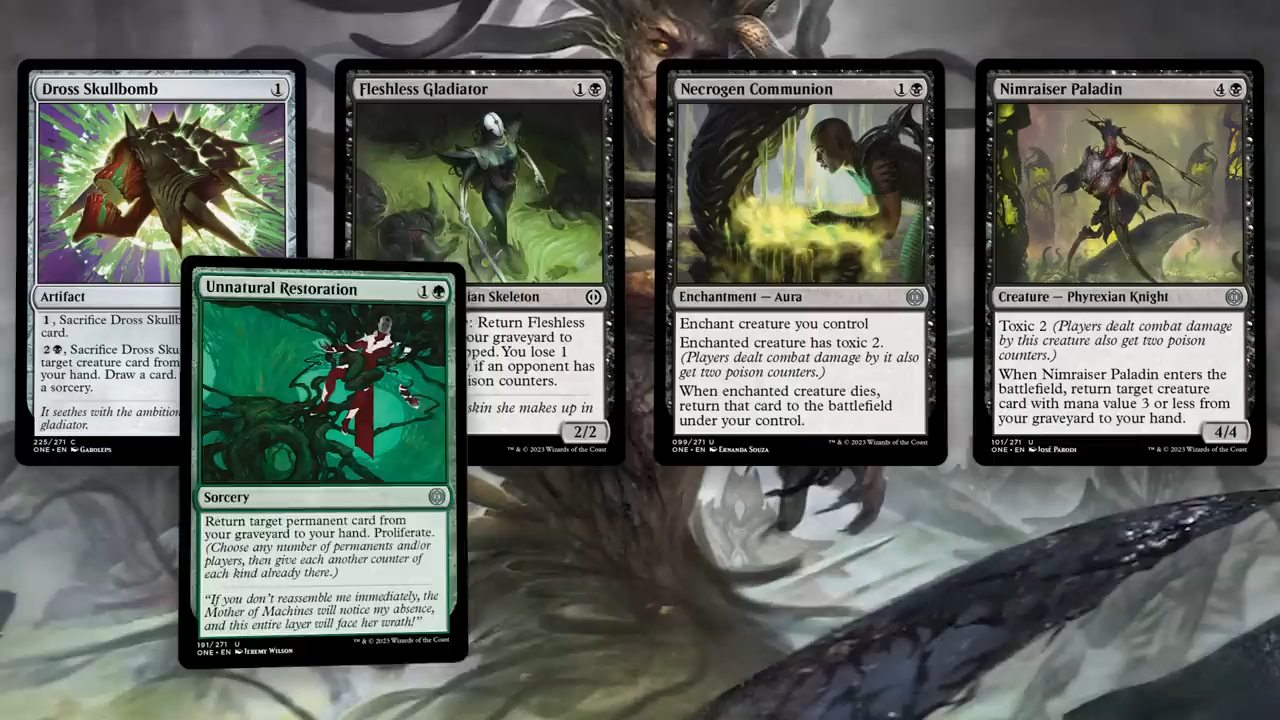 Dross Skullbomb 1
Artifact
1, Sacrifice Dross Skullb
card.
2, Sacrifice Dross Sku
target creature card from
your hand. Draw a card.
a sorcery.
It seethes with the ambition
gladiator.
225/271 C
ONE • EN Gaboleps
Fleshless Gladiator 1
ian Skeleton
: Return Fleshless
our graveyard to
pped. You lose 1
if an opponent has
ison counters.
skin she makes up in
2/2
™ & © 2023 Wizards of the Coast
Necrogen Communion 1
Enchantment — Aura
Enchant creature you control
Enchanted creature has toxic 2.
(Players dealt combat damage by it also
get two poison counters.)
When enchanted creature dies,
return that card to the battlefield
under your control.
099/271 U
ONE • EN Ernanda Souza
™ & © 2023 Wizards of the Coast
Nimraiser Paladin 4
Creature — Phyrexian Knight
Toxic 2 (Players dealt combat damage
by this creature also get two poison
counters.)
When Nimraiser Paladin enters the
battlefield, return target creature
card with mana value 3 or less from
your graveyard to your hand.
4/4
101/271 U
ONE • EN José Parodi
™ & © 2023 Wizards of the Coast
Unnatural Restoration 1
Sorcery
Return target permanent card from
your graveyard to your hand. Proliferate.
(Choose any number of permanents and/or
players, then give each another counter of
each kind already there.)
"If you don't reassemble me immediately, the
Mother of Machines will notice my absence,
and this entire layer will face her wrath!"
191/271 U
ONE • EN Jeremy Wilson
™ & © 2023 Wizards of the Coast